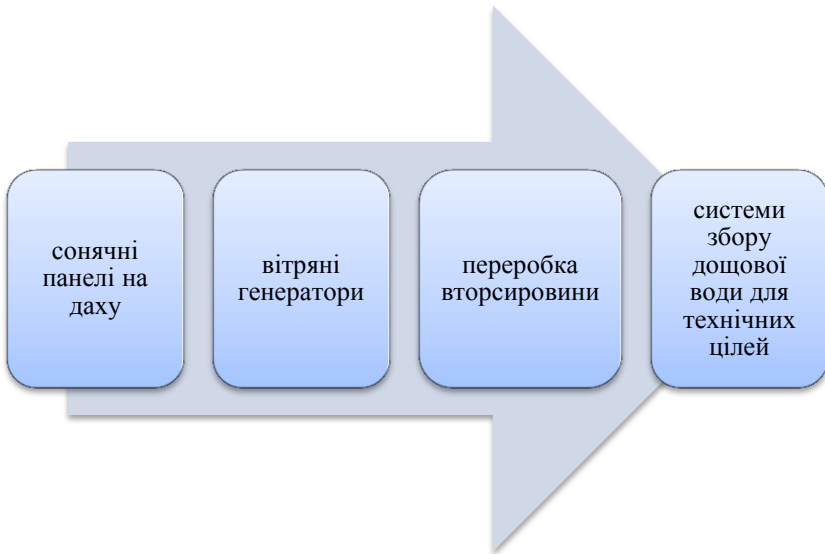 сонячні
панелі на
даху
вітряні
генератори
переробка
вторсировини
системи
збору
дощової
води для
технічних
цілей